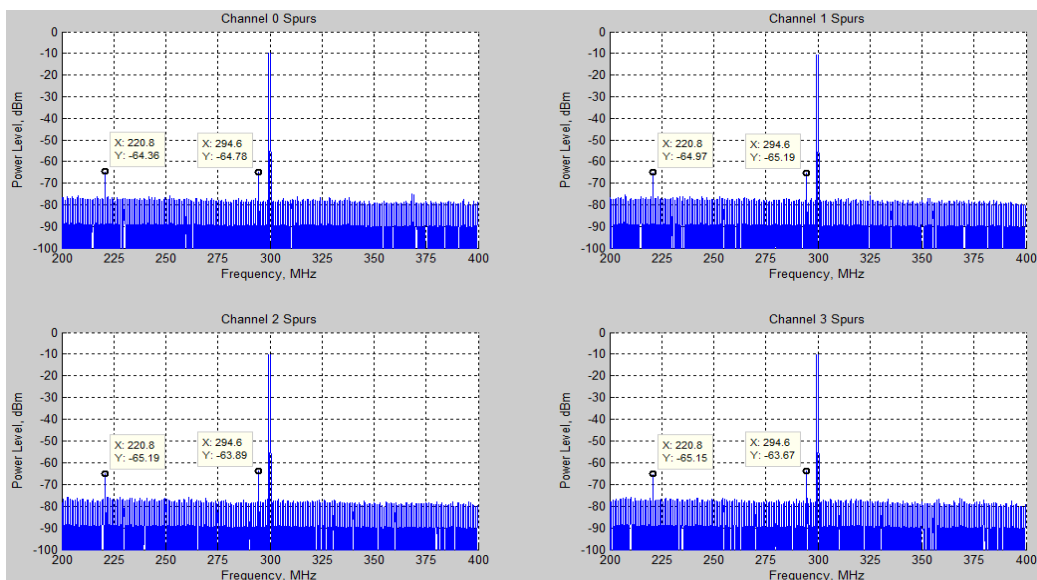 Channel 0 Spurs
Power Level, dBm
0
-10
-20
-30
-40
-50
-60
-70
-80
-90
-100
X: 220.8
Y: -64.36
X: 294.6
Y: -64.78
200 225 250 275 300 325 350 375 400
Frequency, MHz
Channel 1 Spurs
Power Level, dBm
0
-10
-20
-30
-40
-50
-60
-70
-80
-90
-100
X: 220.8
Y: -64.97
X: 294.6
Y: -65.19
200 225 250 275 300 325 350 375 400
Frequency, MHz
Channel 2 Spurs
Power Level, dBm
0
-10
-20
-30
-40
-50
-60
-70
-80
-90
-100
X: 220.8
Y: -65.19
X: 294.6
Y: -63.89
200 225 250 275 300 325 350 375 400
Frequency, MHz
Channel 3 Spurs
Power Level, dBm
0
-10
-20
-30
-40
-50
-60
-70
-80
-90
-100
X: 220.8
Y: -65.15
X: 294.6
Y: -63.67
200 225 250 275 300 325 350 375 400
Frequency, MHz